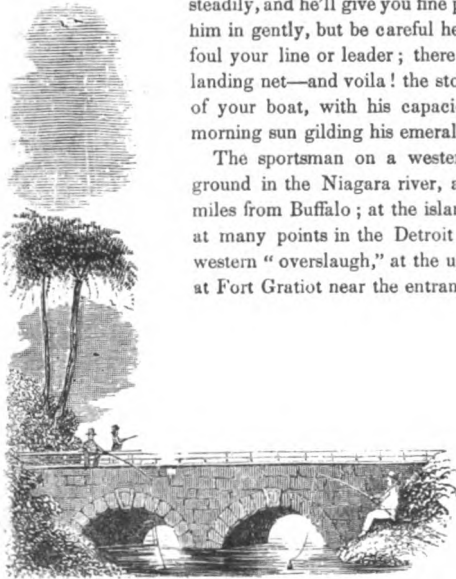 steadily, and he'll give you fine p
him in gently, but be careful he
foul your line or leader; there
landing net—and voila! the sto
of your boat, with his capaci
morning sun gilding his emeral
The sportsman on a wester
ground in the Niagara river, a
miles from Buffalo; at the islan
at many points in the Detroit
western "overslaugh," at the u
at Fort Gratiot near the entran